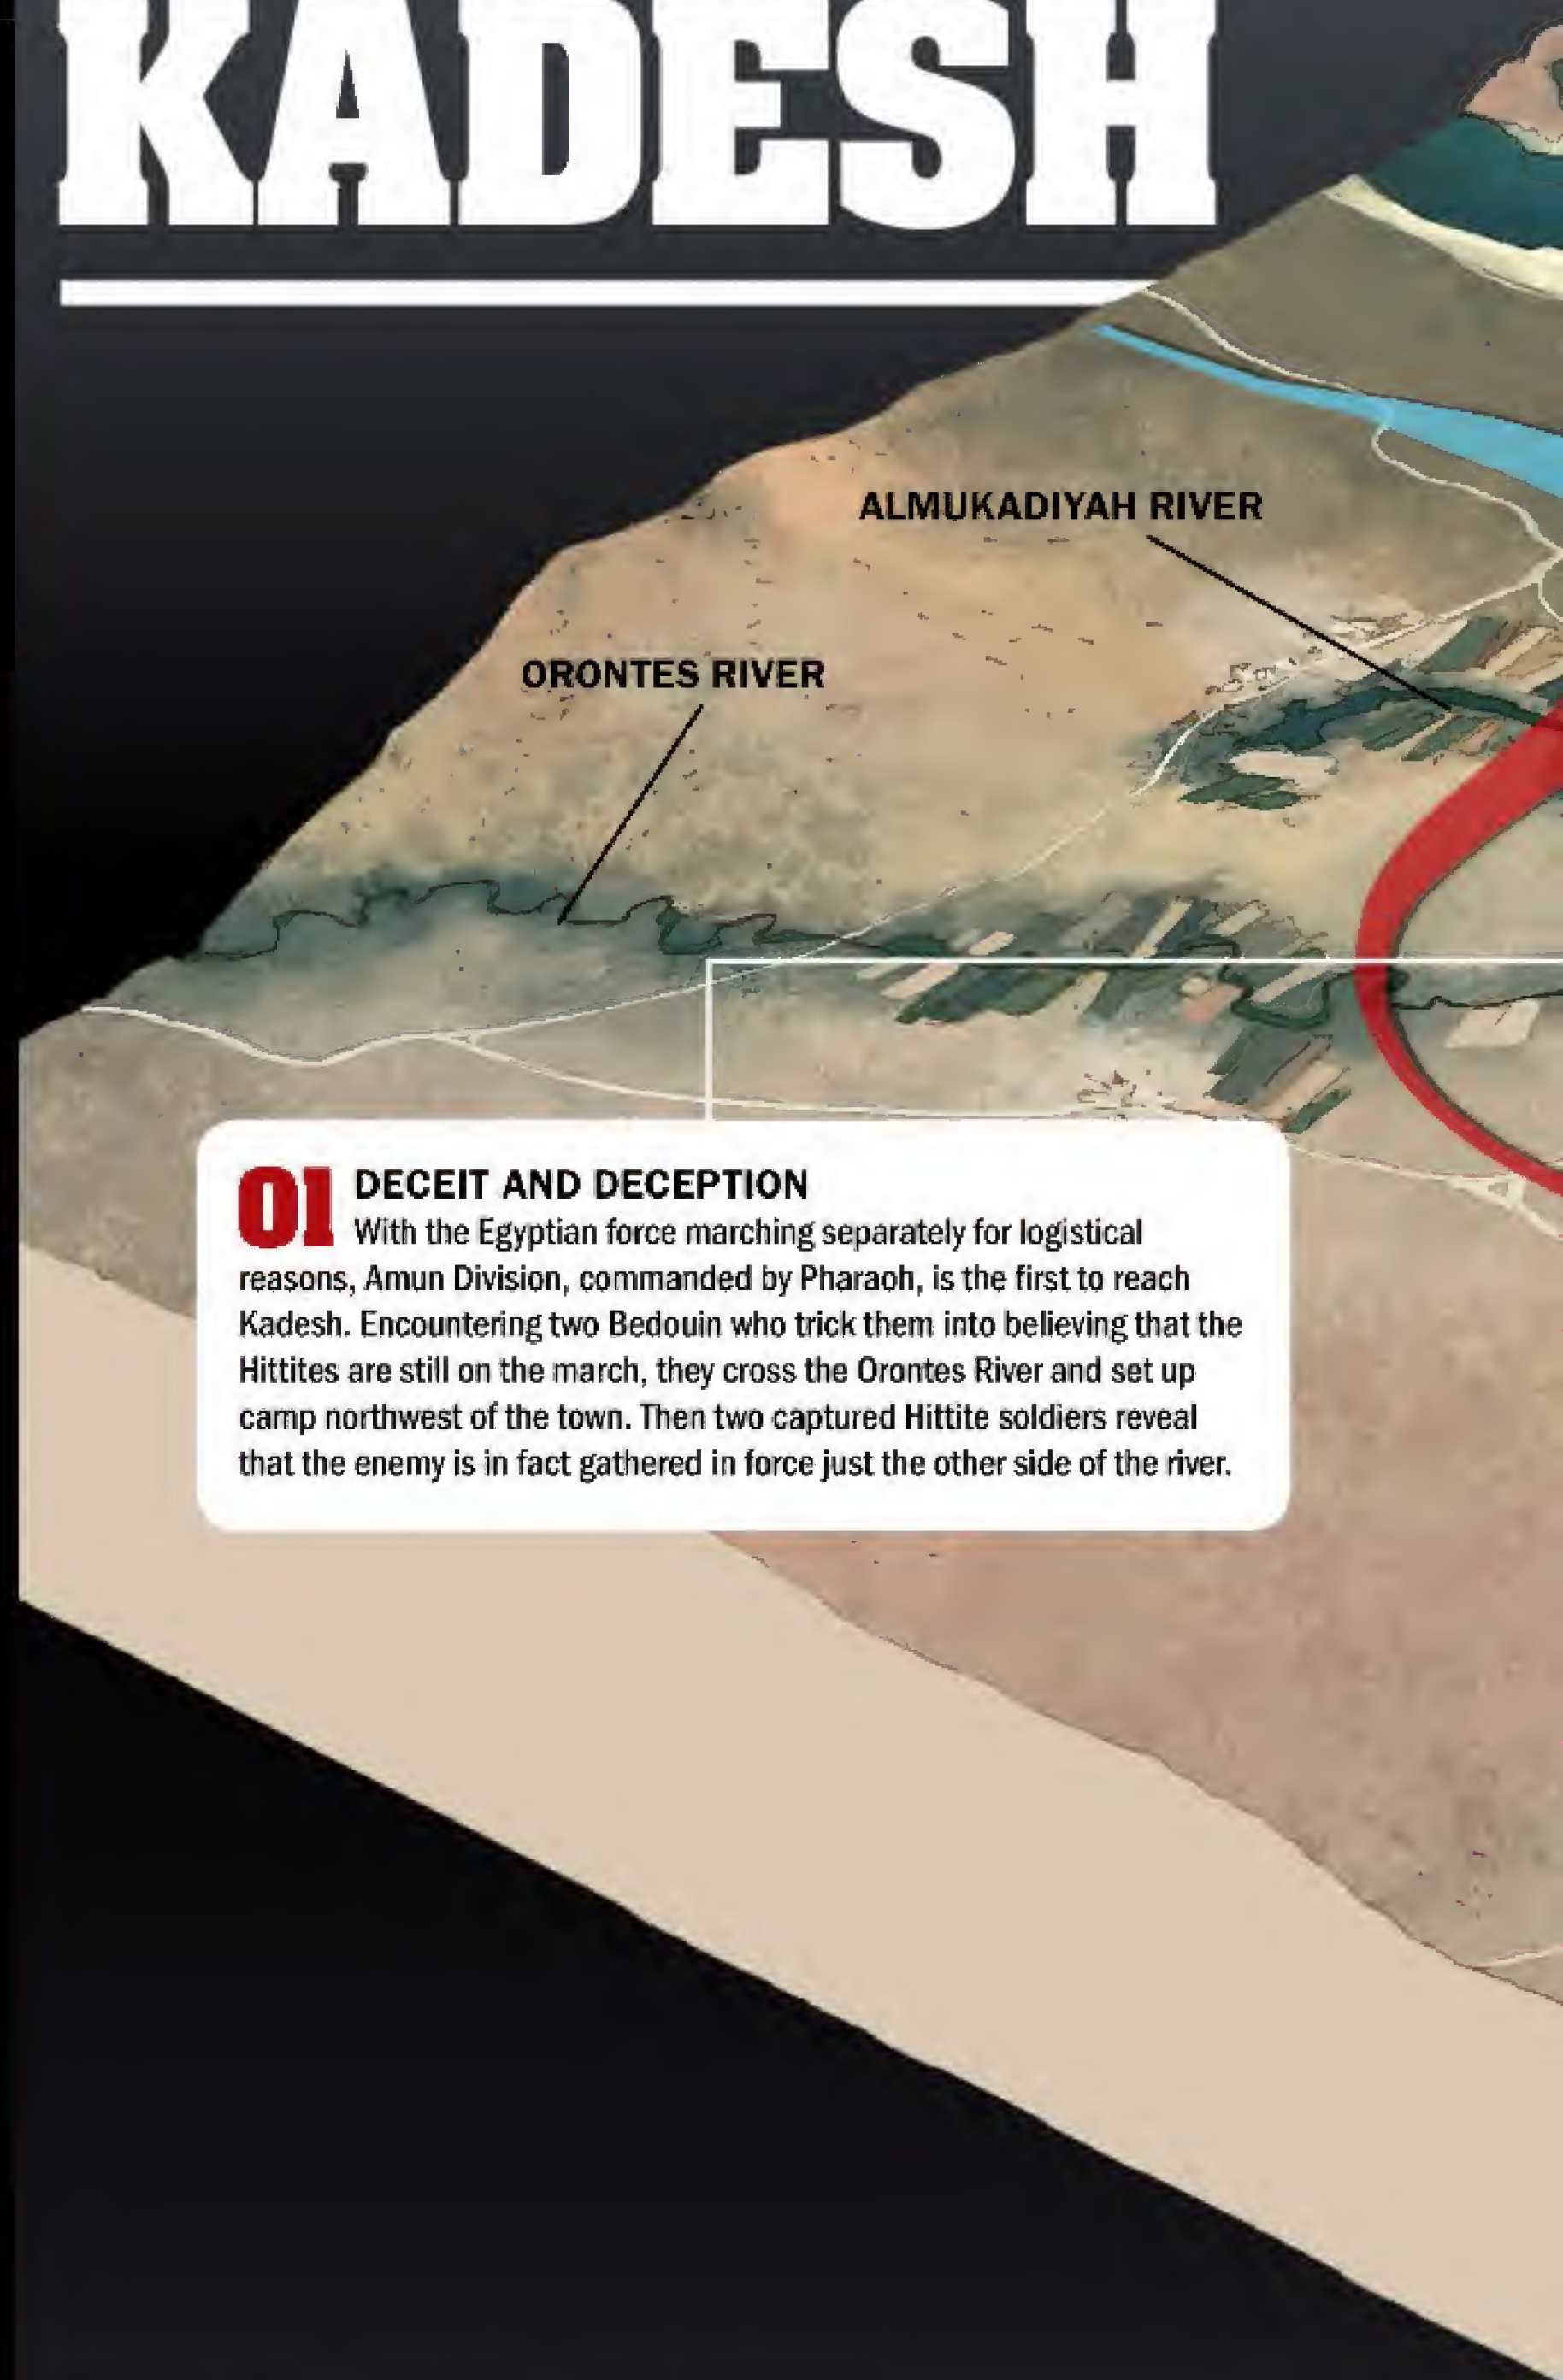 KADESH
ALMUKADIYAH RIVER
ORONTES RIVER
01 DECEIT AND DECEPTION
With the Egyptian force marching separately for logistical
reasons, Amun Division, commanded by Pharaoh, is the first to reach
Kadesh. Encountering two Bedouin who trick them into believing that the
Hittites are still on the march, they cross the Orontes River and set up
camp northwest of the town. Then two captured Hittite soldiers reveal
that the enemy is in fact gathered in force just the other side of the river.